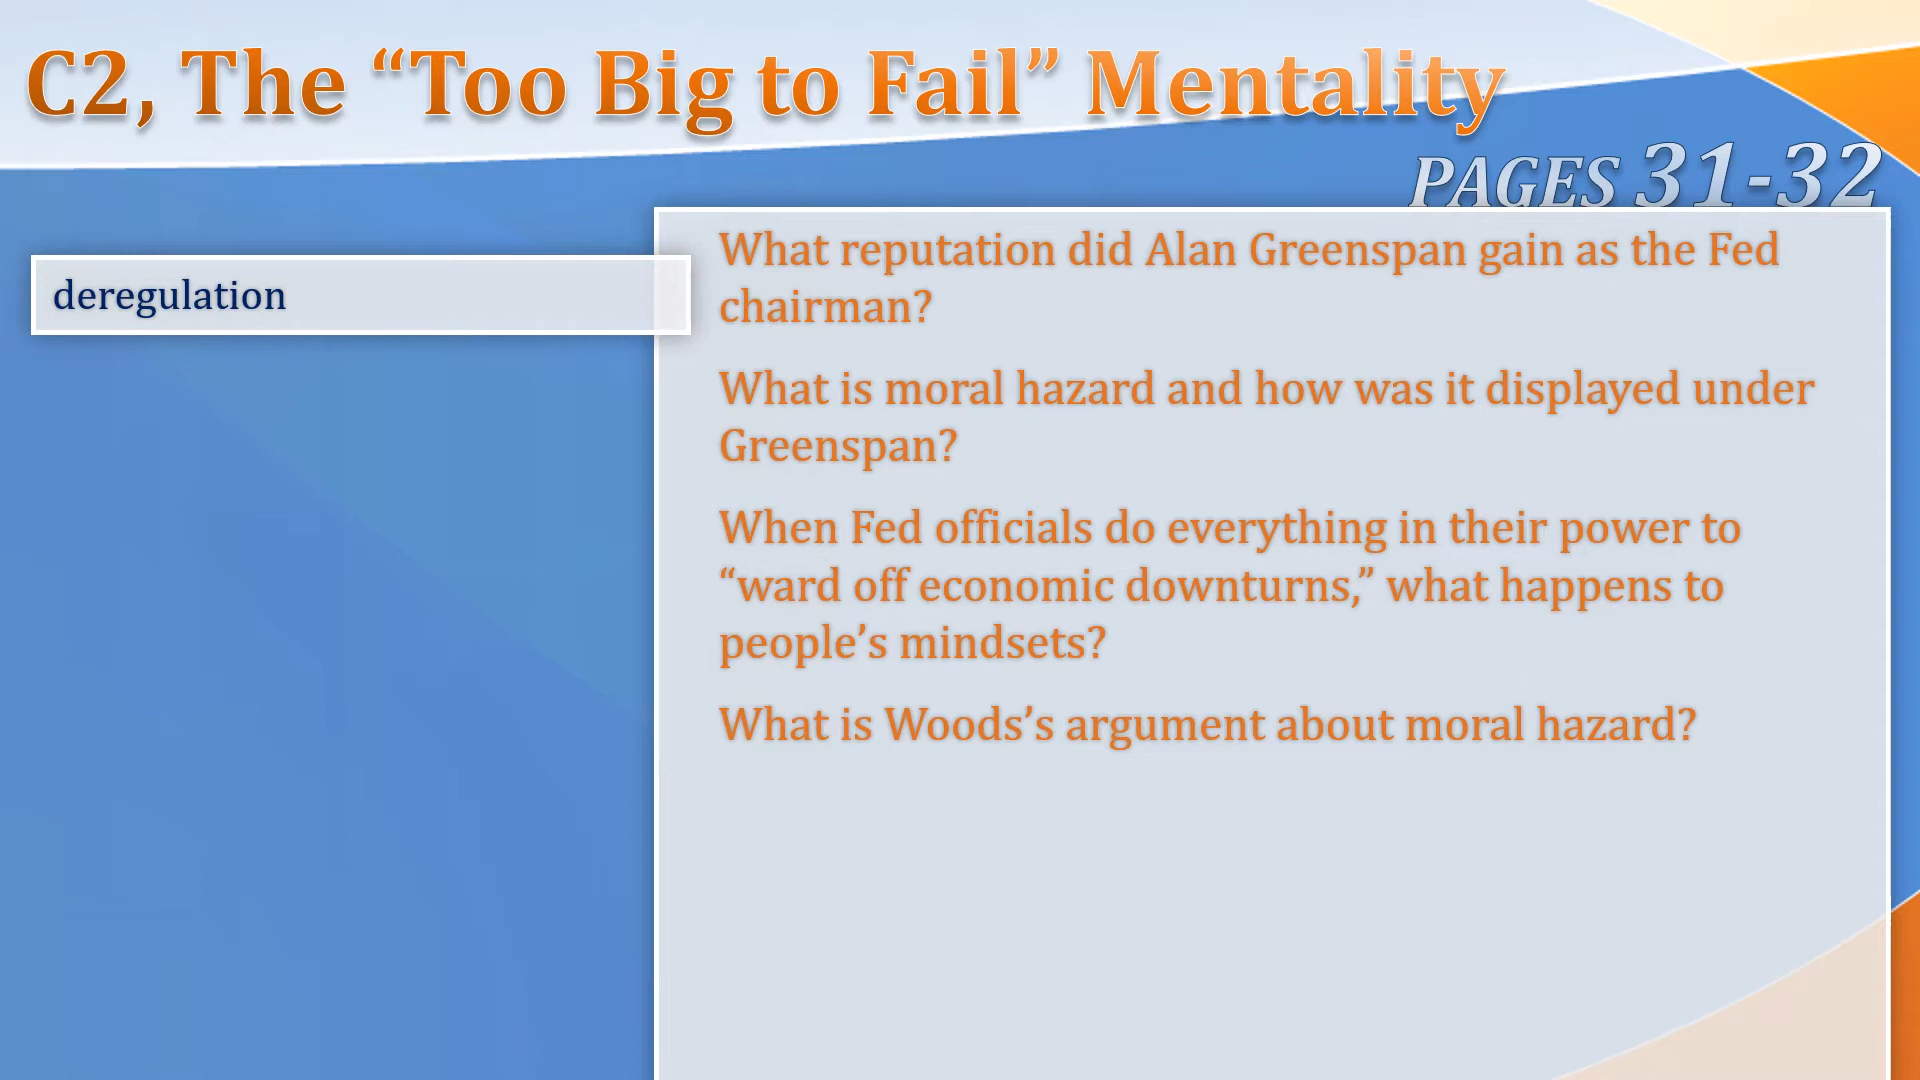 C2, The “Too Big to Fail” Mentality
PAGES 31-32
deregulation
What reputation did Alan Greenspan gain as the Fed
chairman?
What is moral hazard and how was it displayed under
Greenspan?
When Fed officials do everything in their power to
“ward off economic downturns,” what happens to
people’s mindsets?
What is Woods’s argument about moral hazard?